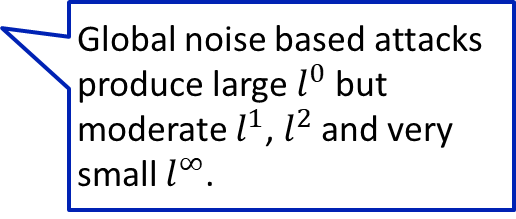 Global noise based attacks
produce large l⁰ but
moderate l¹, l² and very
small l^∞.